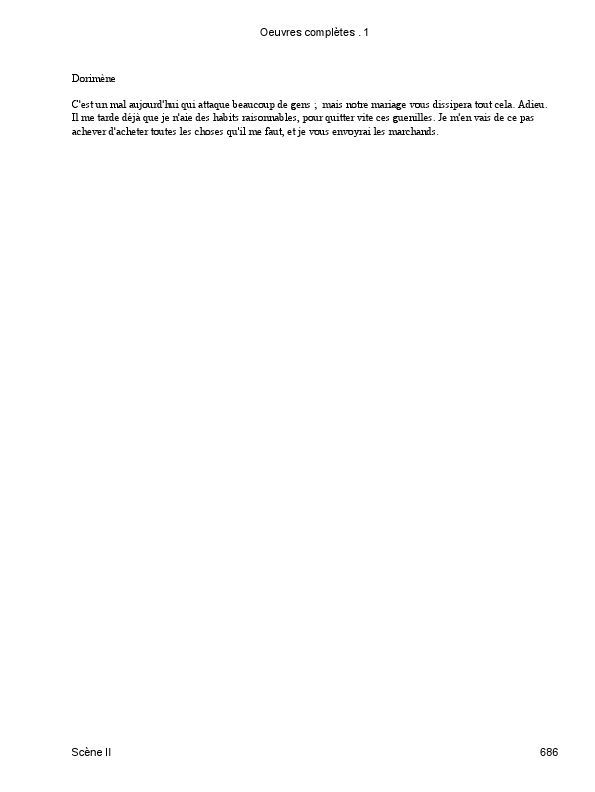 Oeuvres complètes . 1
Dorimène
C'est un mal aujourd'hui qui attaque beaucoup de gens ;  mais notre mariage vous dissipera tout cela. Adieu.
Il me tarde déjà que je n'aie des habits raisonnables, pour quitter vite ces guenilles. Je m'en vais de ce pas
achever d'acheter toutes les choses qu'il me faut, et je vous envoyrai les marchands.
Scène II 686